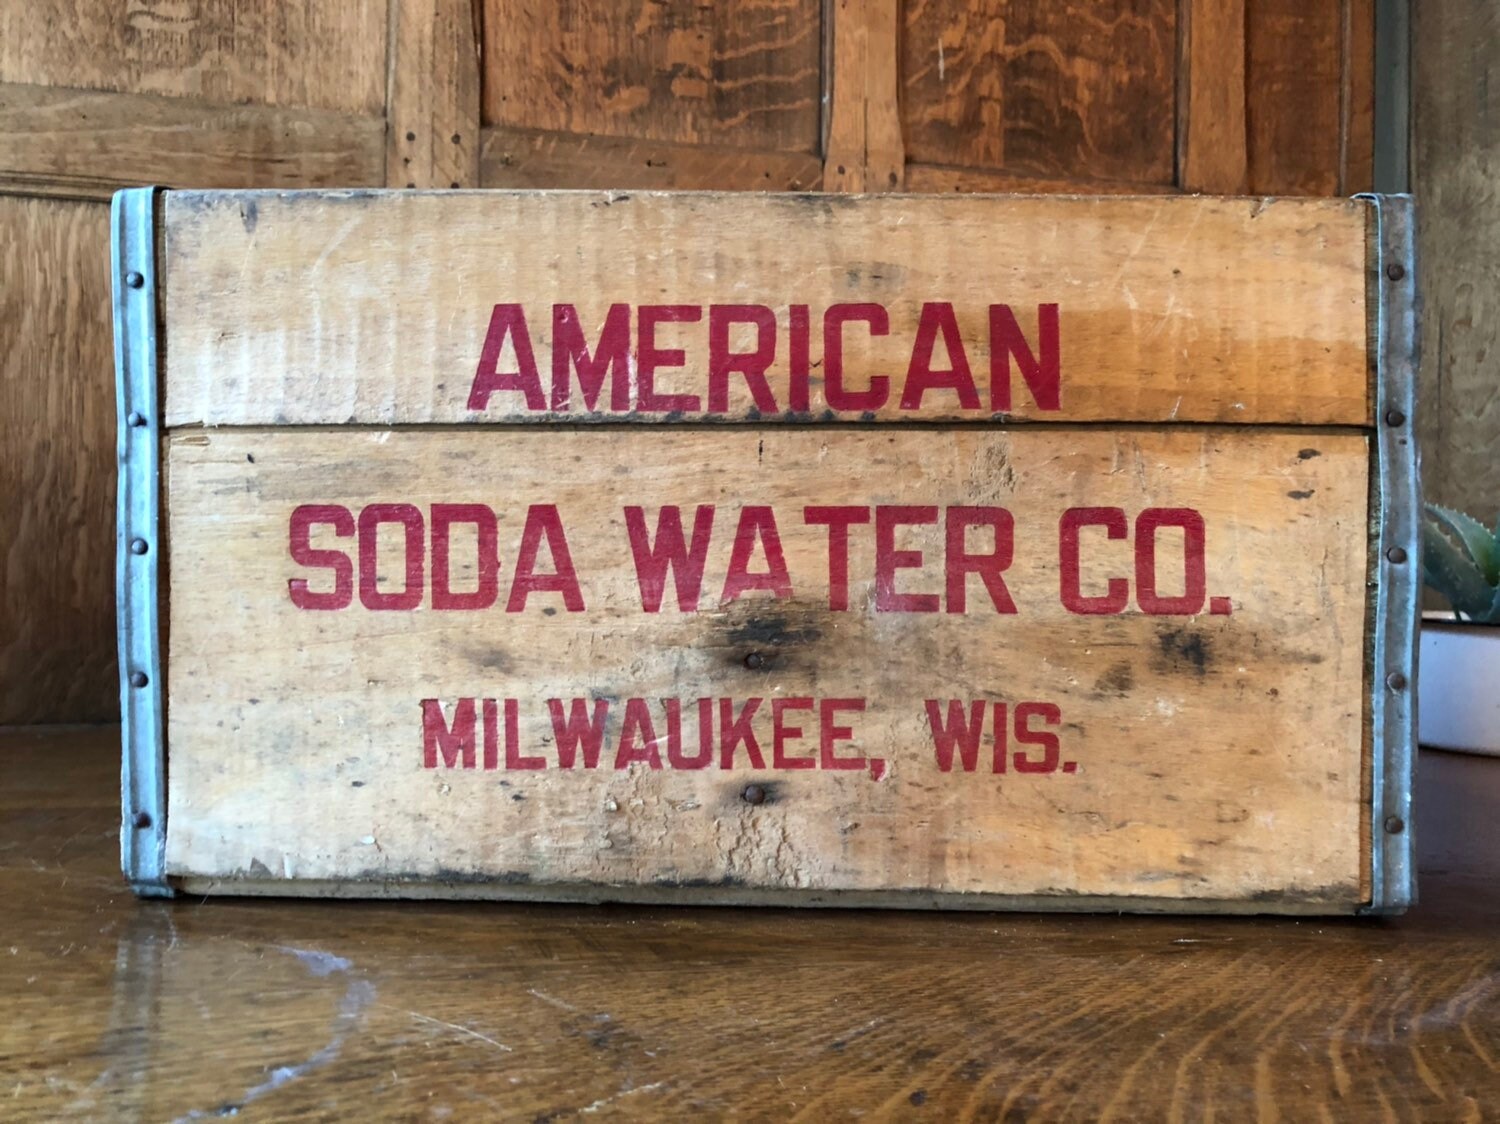 AMERICAN
SODA WATER CO.
MILWAUKEE, WIS.